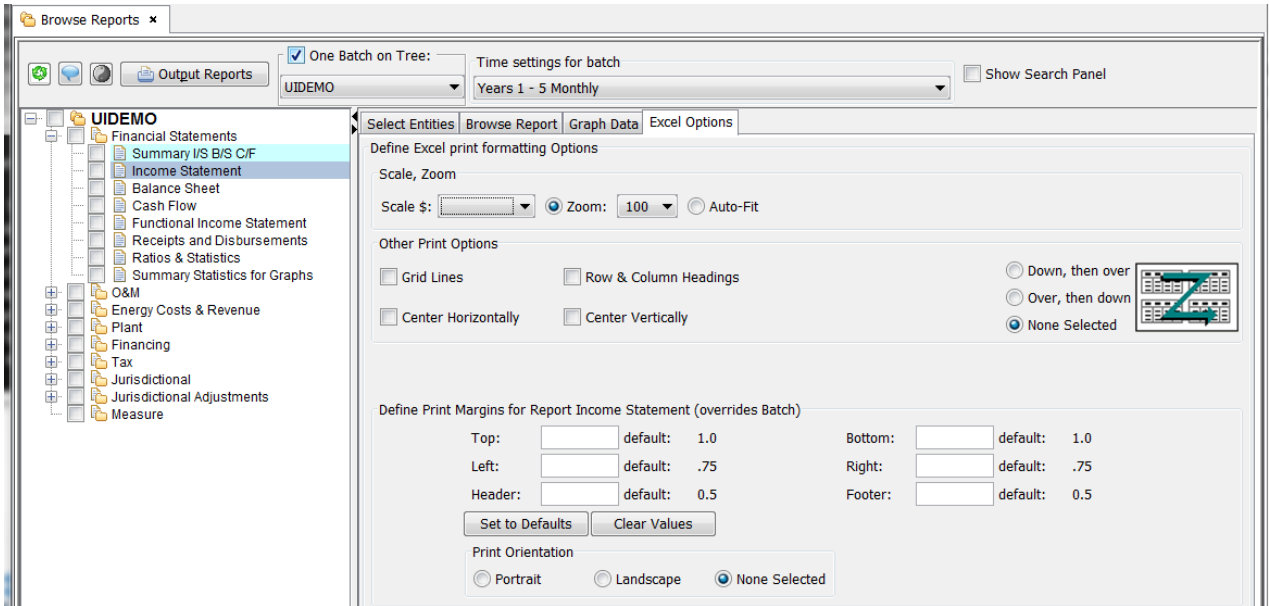 Browse Reports ×
Output Reports
One Batch on Tree:
UIDEMO
Time settings for batch
Years 1 - 5 Monthly
Show Search Panel
UIDEMO
Financial Statements
Summary I/S B/S C/F
Income Statement
Balance Sheet
Cash Flow
Functional Income Statement
Receipts and Disbursements
Ratios & Statistics
Summary Statistics for Graphs
O&M
Energy Costs & Revenue
Plant
Financing
Tax
Jurisdictional
Jurisdictional Adjustments
Measure
Select Entities Browse Report Graph Data Excel Options
Define Excel print formatting Options
Scale, Zoom
Scale $: Zoom: 100 Auto-Fit
Other Print Options
Grid Lines Row & Column Headings
Center Horizontally Center Vertically
Down, then over
Over, then down
None Selected
Define Print Margins for Report Income Statement (overrides Batch)
Top: default: 1.0 Bottom: default: 1.0
Left: default: .75 Right: default: .75
Header: default: 0.5 Footer: default: 0.5
Set to Defaults Clear Values
Print Orientation
Portrait Landscape None Selected